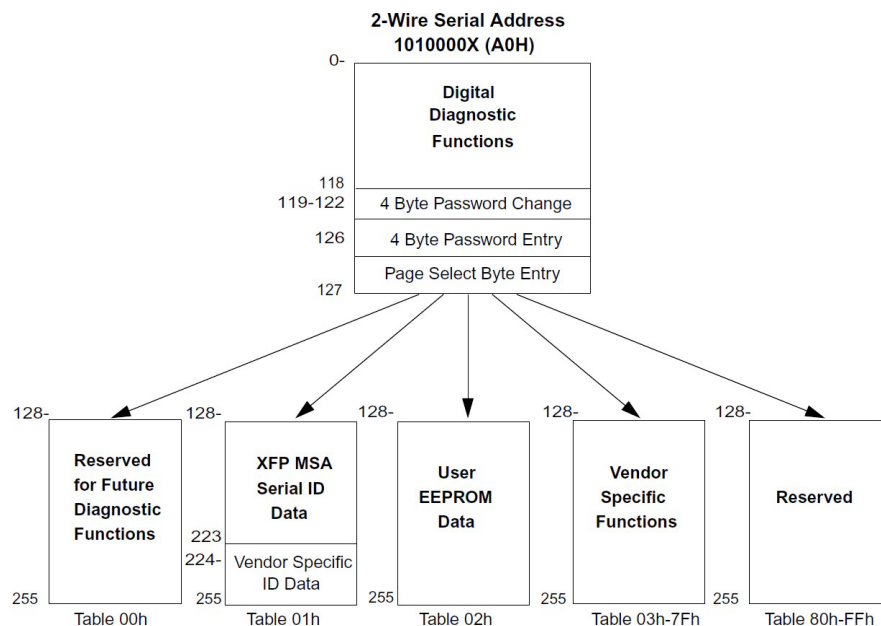 2-Wire Serial Address
1010000X (A0H)
0-
Digital
Diagnostic
Functions
118
119-122
4 Byte Password Change
126
4 Byte Password Entry
Page Select Byte Entry
127
128-
128-
128-
128-
128-
Reserved
for Future
Diagnostic
Functions
XFP MSA
Serial ID
Data
User
EEPROM
Data
Vendor
Specific
Functions
Reserved
223
224-
Vendor Specific
ID Data
255
255
255
255
255
Table 00h
Table 01h
Table 02h
Table 03h-7Fh
Table 80h-FFh